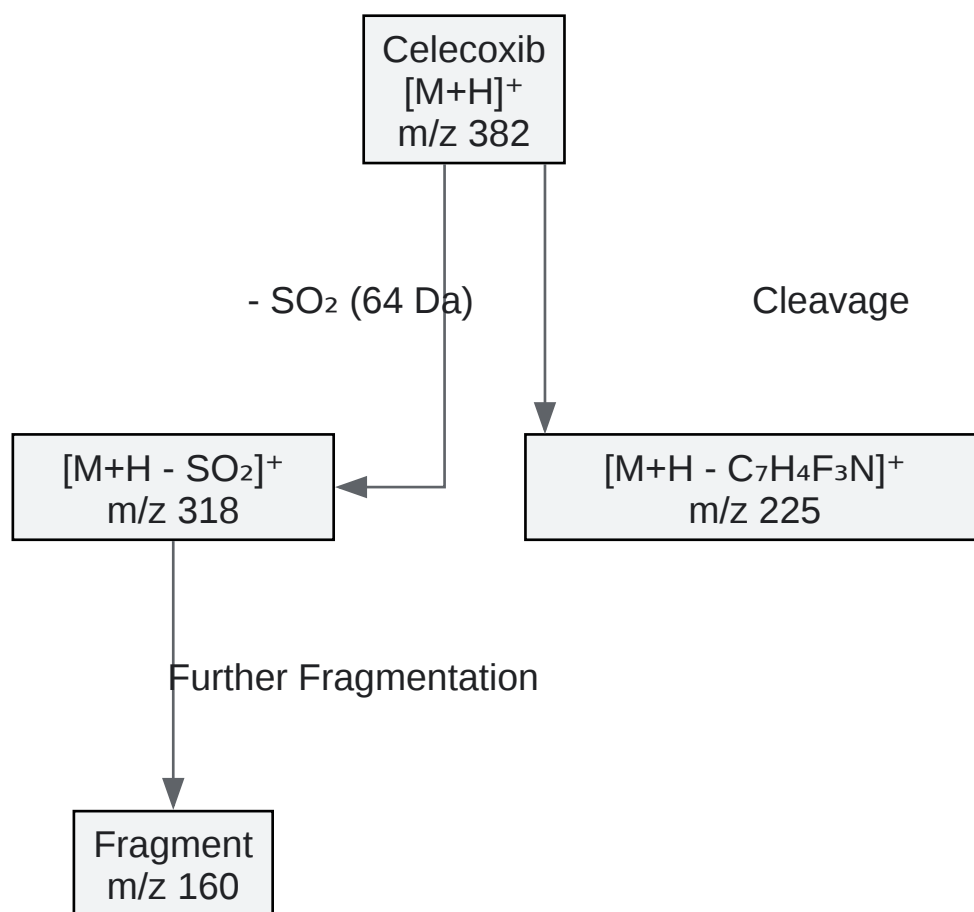 Celecoxib
[M+H]⁺
m/z 382
- SO₂ (64 Da)
Cleavage
[M+H - SO₂]⁺
m/z 318
[M+H - C₇H₄F₃N]⁺
m/z 225
Further Fragmentation
Fragment
m/z 160